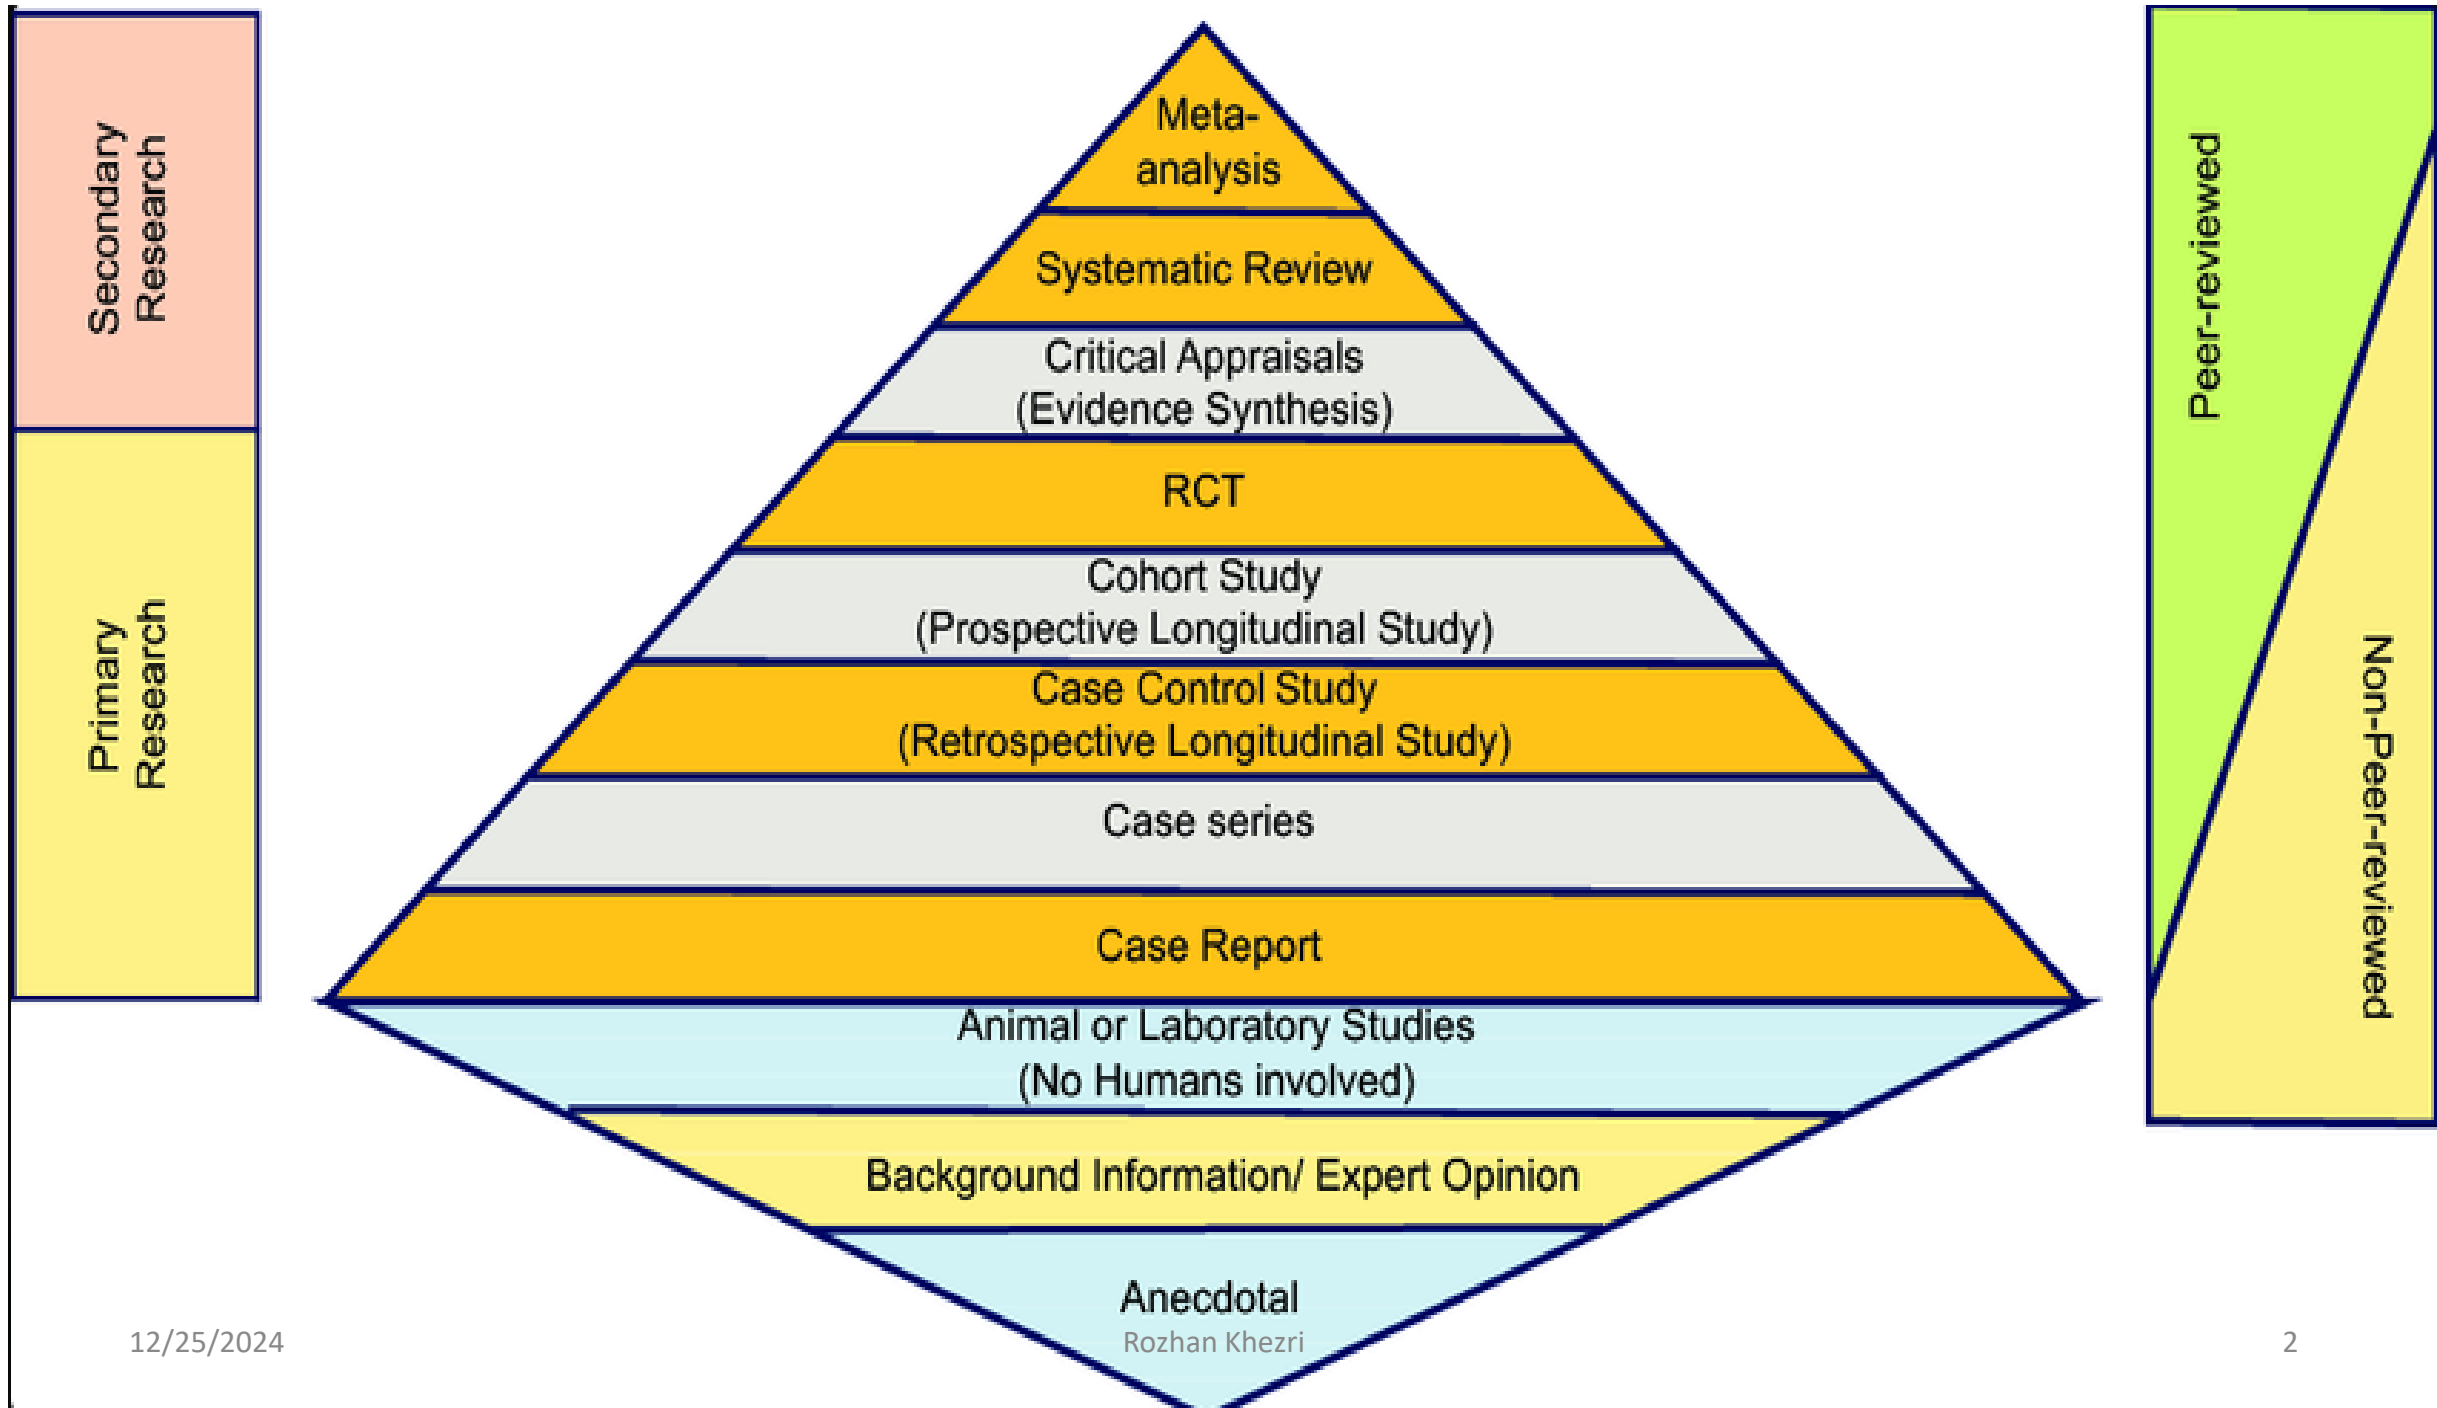 Secondary
Research
Primary
Research
Meta-
analysis
Systematic Review
Critical Appraisals
(Evidence Synthesis)
RCT
Cohort Study
(Prospective Longitudinal Study)
Case Control Study
(Retrospective Longitudinal Study)
Case series
Case Report
Animal or Laboratory Studies
(No Humans involved)
Background Information/ Expert Opinion
Anecdotal
Peer-reviewed
Non-Peer-reviewed
12/25/2024
Rozhan Khezri
2